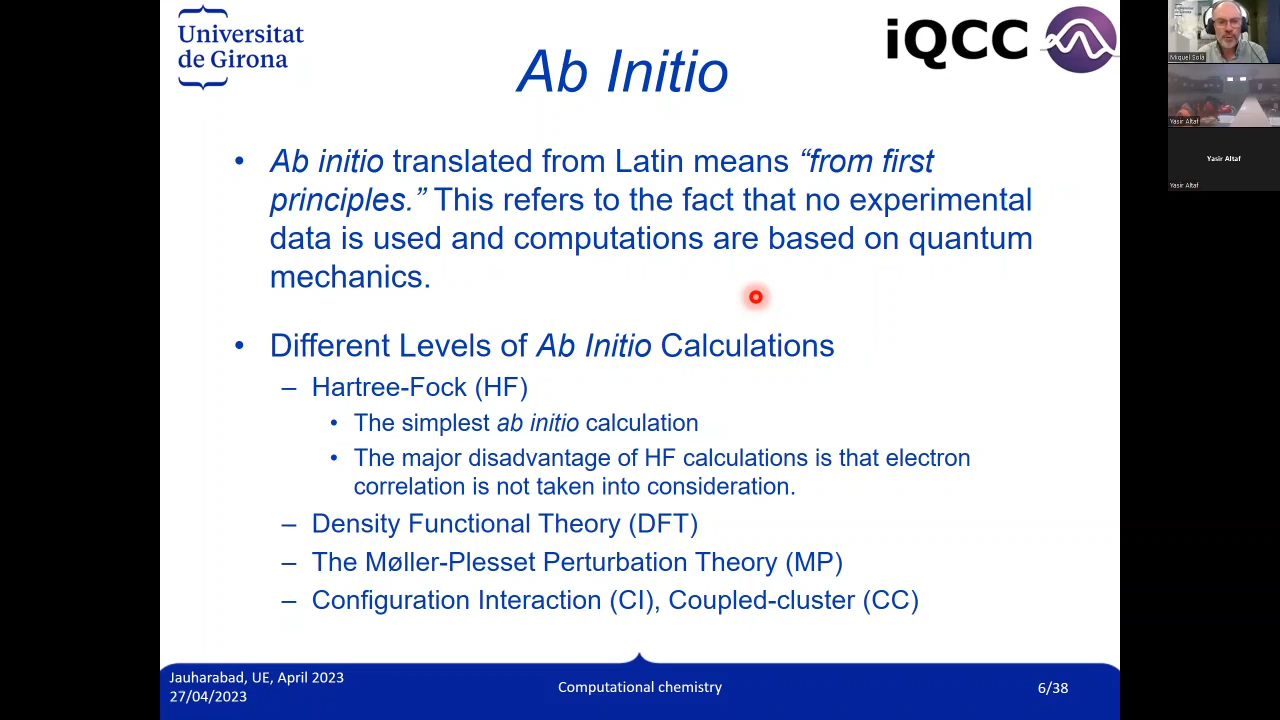 Universitat
de Girona
iQCC
Ab Initio
• Ab initio translated from Latin means “from first
principles.” This refers to the fact that no experimental
data is used and computations are based on quantum
mechanics.
• Different Levels of Ab Initio Calculations
– Hartree-Fock (HF)
• The simplest ab initio calculation
• The major disadvantage of HF calculations is that electron
correlation is not taken into consideration.
– Density Functional Theory (DFT)
– The Møller-Plesset Perturbation Theory (MP)
– Configuration Interaction (CI), Coupled-cluster (CC)
Jauharabad, UE, April 2023
27/04/2023
Computational chemistry
6/38
Miquel Solà
Yasir Altaf
Yasir Altaf
Yasir Altaf